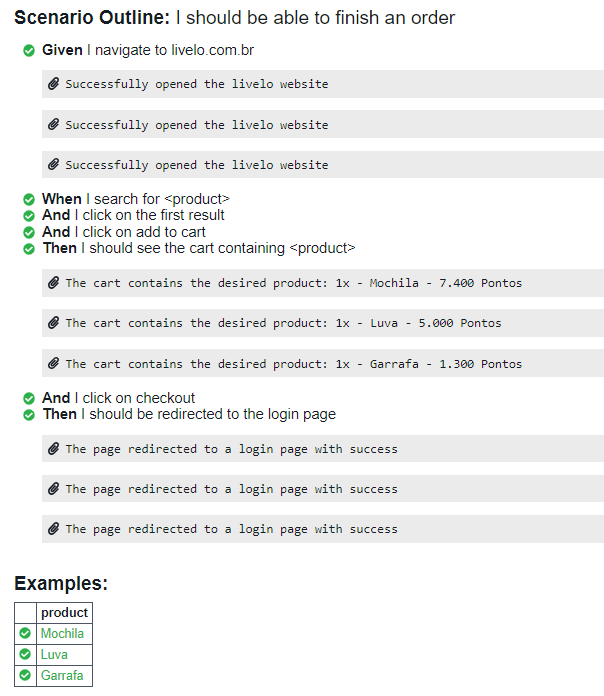 Scenario Outline: I should be able to finish an order
Given I navigate to livelo.com.br
Successfully opened the livelo website
Successfully opened the livelo website
Successfully opened the livelo website
When I search for <product>
And I click on the first result
And I click on add to cart
Then I should see the cart containing <product>
The cart contains the desired product: 1x - Mochila - 7.400 Pontos
The cart contains the desired product: 1x - Luva - 5.000 Pontos
The cart contains the desired product: 1x - Garrafa - 1.300 Pontos
And I click on checkout
Then I should be redirected to the login page
The page redirected to a login page with success
The page redirected to a login page with success
The page redirected to a login page with success
Examples:
product
Mochila
Luva
Garrafa